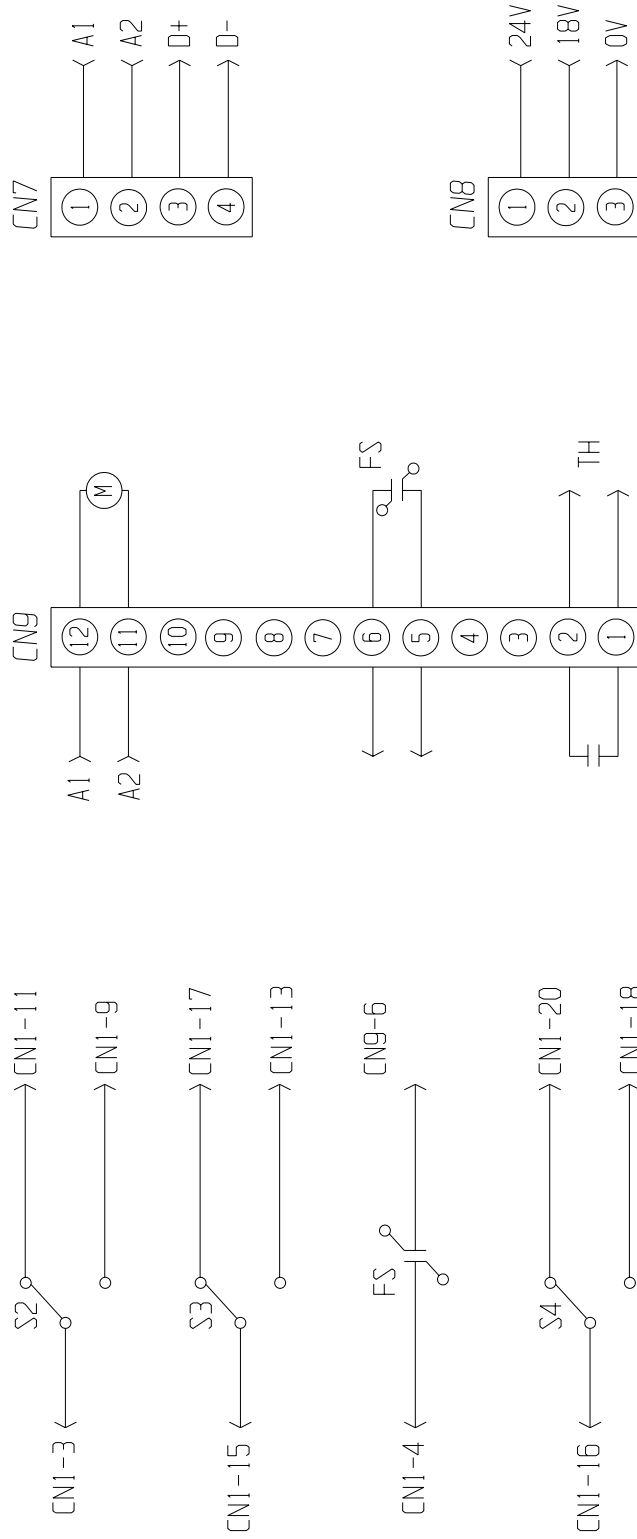 CN7
1 A1
2 A2
3 D+
4 D-
CN8
1 24V
2 18V
3 0V
CN9
A1 12 M
A2 11
10
9
8
7
6 FS
5
4
3
2 TH
1
S2 CN1-11
CN1-3 CN1-9
S3 CN1-17
CN1-15 CN1-13
CN1-4 FS CN9-6
S4 CN1-20
CN1-16 CN1-18